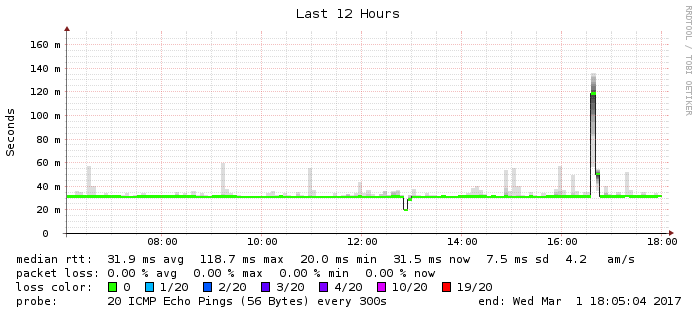 Last 12 Hours
RRDTOOL / TOBI OETIKER
Seconds
160 m
140 m
120 m
100 m
80 m
60 m
40 m
20 m
0
08:00 10:00 12:00 14:00 16:00 18:00
median rtt: 31.9 ms avg 118.7 ms max 20.0 ms min 31.5 ms now 7.5 ms sd 4.2 am/s
packet loss: 0.00 % avg 0.00 % max 0.00 % min 0.00 % now
loss color: 0 1/20 2/20 3/20 4/20 10/20 19/20
probe: 20 ICMP Echo Pings (56 Bytes) every 300s end: Wed Mar 1 18:05:04 2017